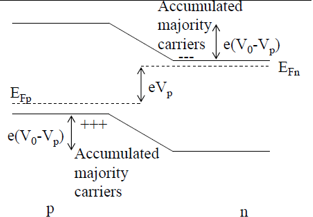 Accumulated
majority
carriers
e(V0-Vp)
---
EFn
eVp
EFp
e(V0-Vp)
+++
Accumulated
majority
carriers
p
n